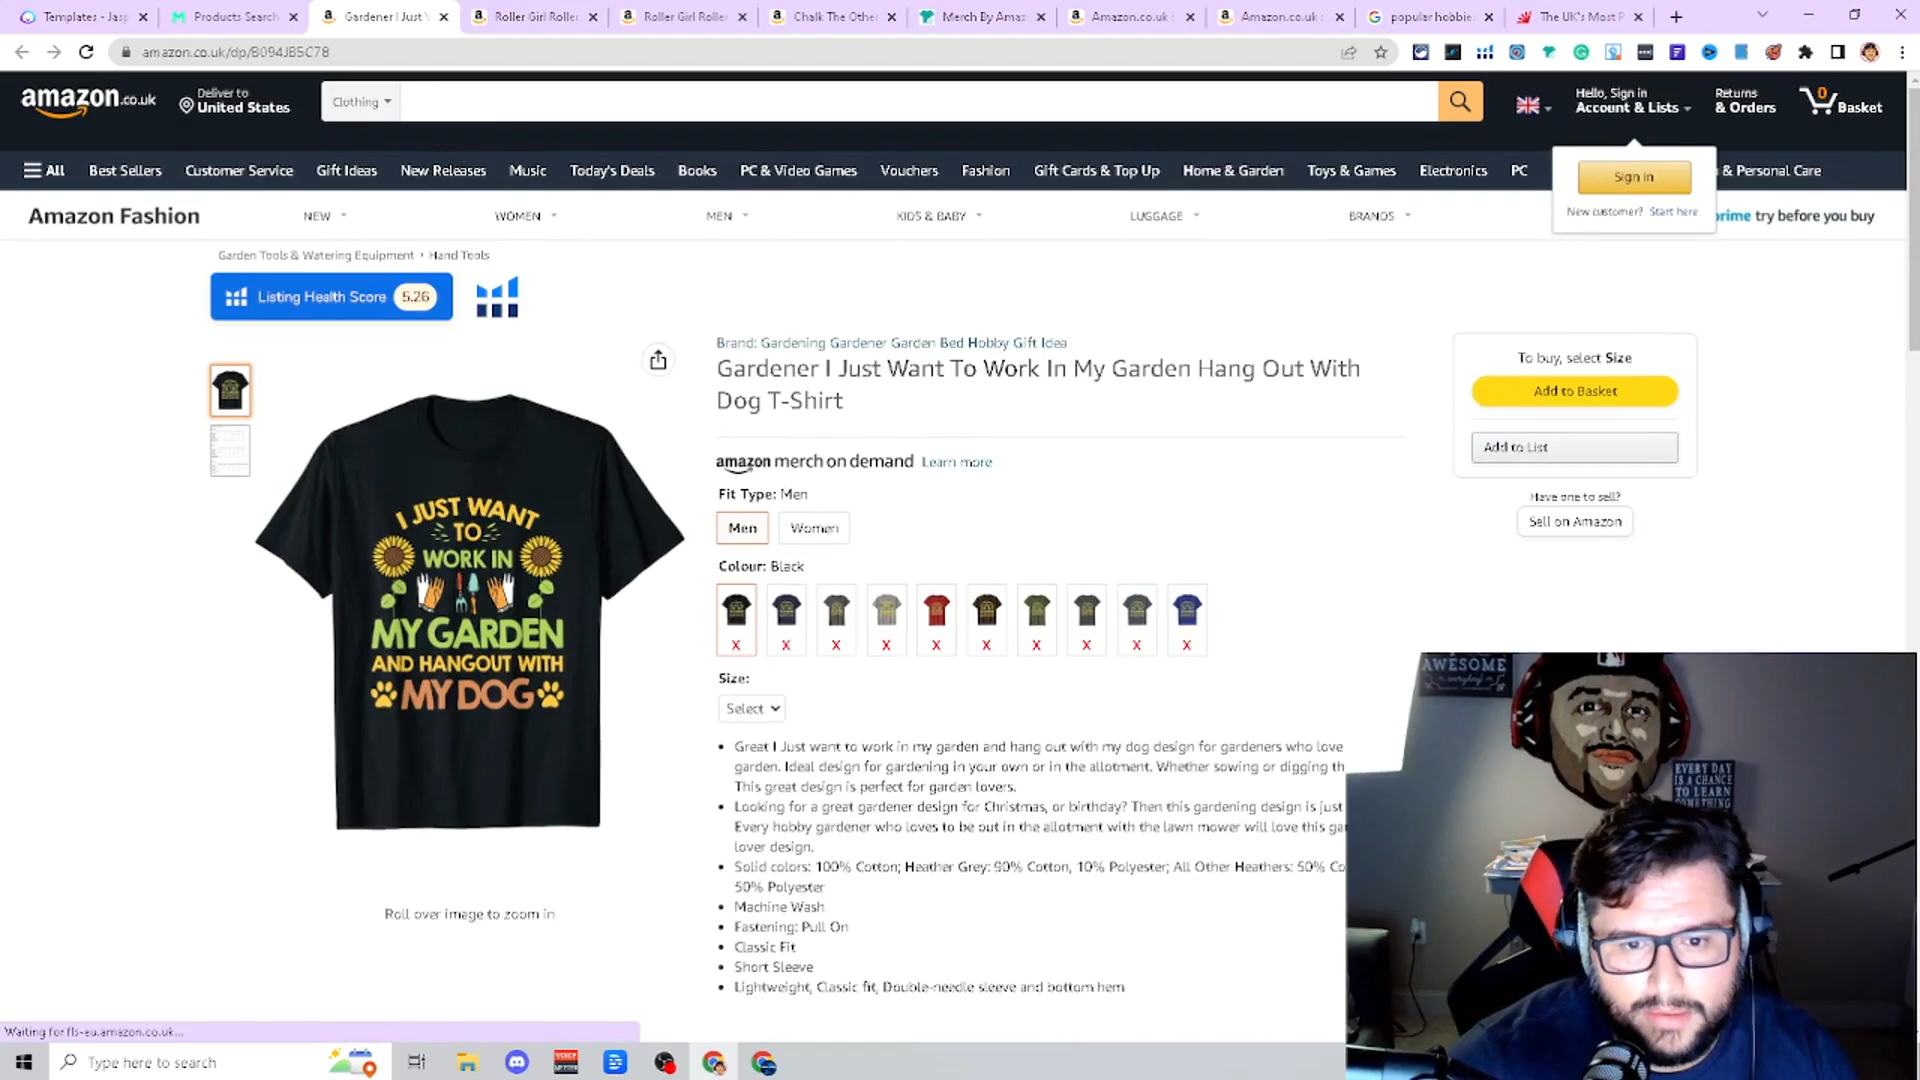 Templates - Jasp
Products Search
Gardener I Just
Roller Girl Roller
Roller Girl Roller
Chalk The Other
Merch By Amaz
Amazon.co.uk
Amazon.co.uk
popular hobbie
The UK's Most P
amazon.co.uk/dp/B094JB5C78
amazon.co.uk
Deliver to
United States
Clothing
Hello, Sign in
Account & Lists
Returns
& Orders
0
Basket
All
Best Sellers
Customer Service
Gift Ideas
New Releases
Music
Today's Deals
Books
PC & Video Games
Vouchers
Fashion
Gift Cards & Top Up
Home & Garden
Toys & Games
Electronics
PC
& Personal Care
Sign in
New customer? Start here.
Amazon Fashion
NEW
WOMEN
MEN
KIDS & BABY
LUGGAGE
BRANDS
prime try before you buy
Garden Tools & Watering Equipment › Hand Tools
Listing Health Score 5.26
Brand: Gardening Gardener Garden Bed Hobby Gift Idea
Gardener I Just Want To Work In My Garden Hang Out With
Dog T-Shirt
amazon merch on demand Learn more
Fit Type: Men
Men
Women
Colour: Black
X X X X X X X X X X
Size:
Select
Great I Just want to work in my garden and hang out with my dog design for gardeners who love
garden. Ideal design for gardening in your own or in the allotment. Whether sowing or digging th
This great design is perfect for garden lovers.
Looking for a great gardener design for Christmas, or birthday? Then this gardening design is just
Every hobby gardener who loves to be out in the allotment with the lawn mower will love this ga
lover design.
Solid colors: 100% Cotton; Heather Grey: 90% Cotton, 10% Polyester; All Other Heathers: 50% Co
50% Polyester
Machine Wash
Fastening: Pull On
Classic Fit
Short Sleeve
Lightweight, Classic fit, Double-needle sleeve and bottom hem
To buy, select Size
Add to Basket
Add to List
Have one to sell?
Sell on Amazon
I JUST WANT
TO
WORK IN
MY GARDEN
AND HANGOUT WITH
MY DOG
Roll over image to zoom in
AWESOME
everyday!
EVERY DAY
IS A CHANCE
TO LEARN
SOMETHING
Waiting for fls-eu.amazon.co.uk...
Type here to search